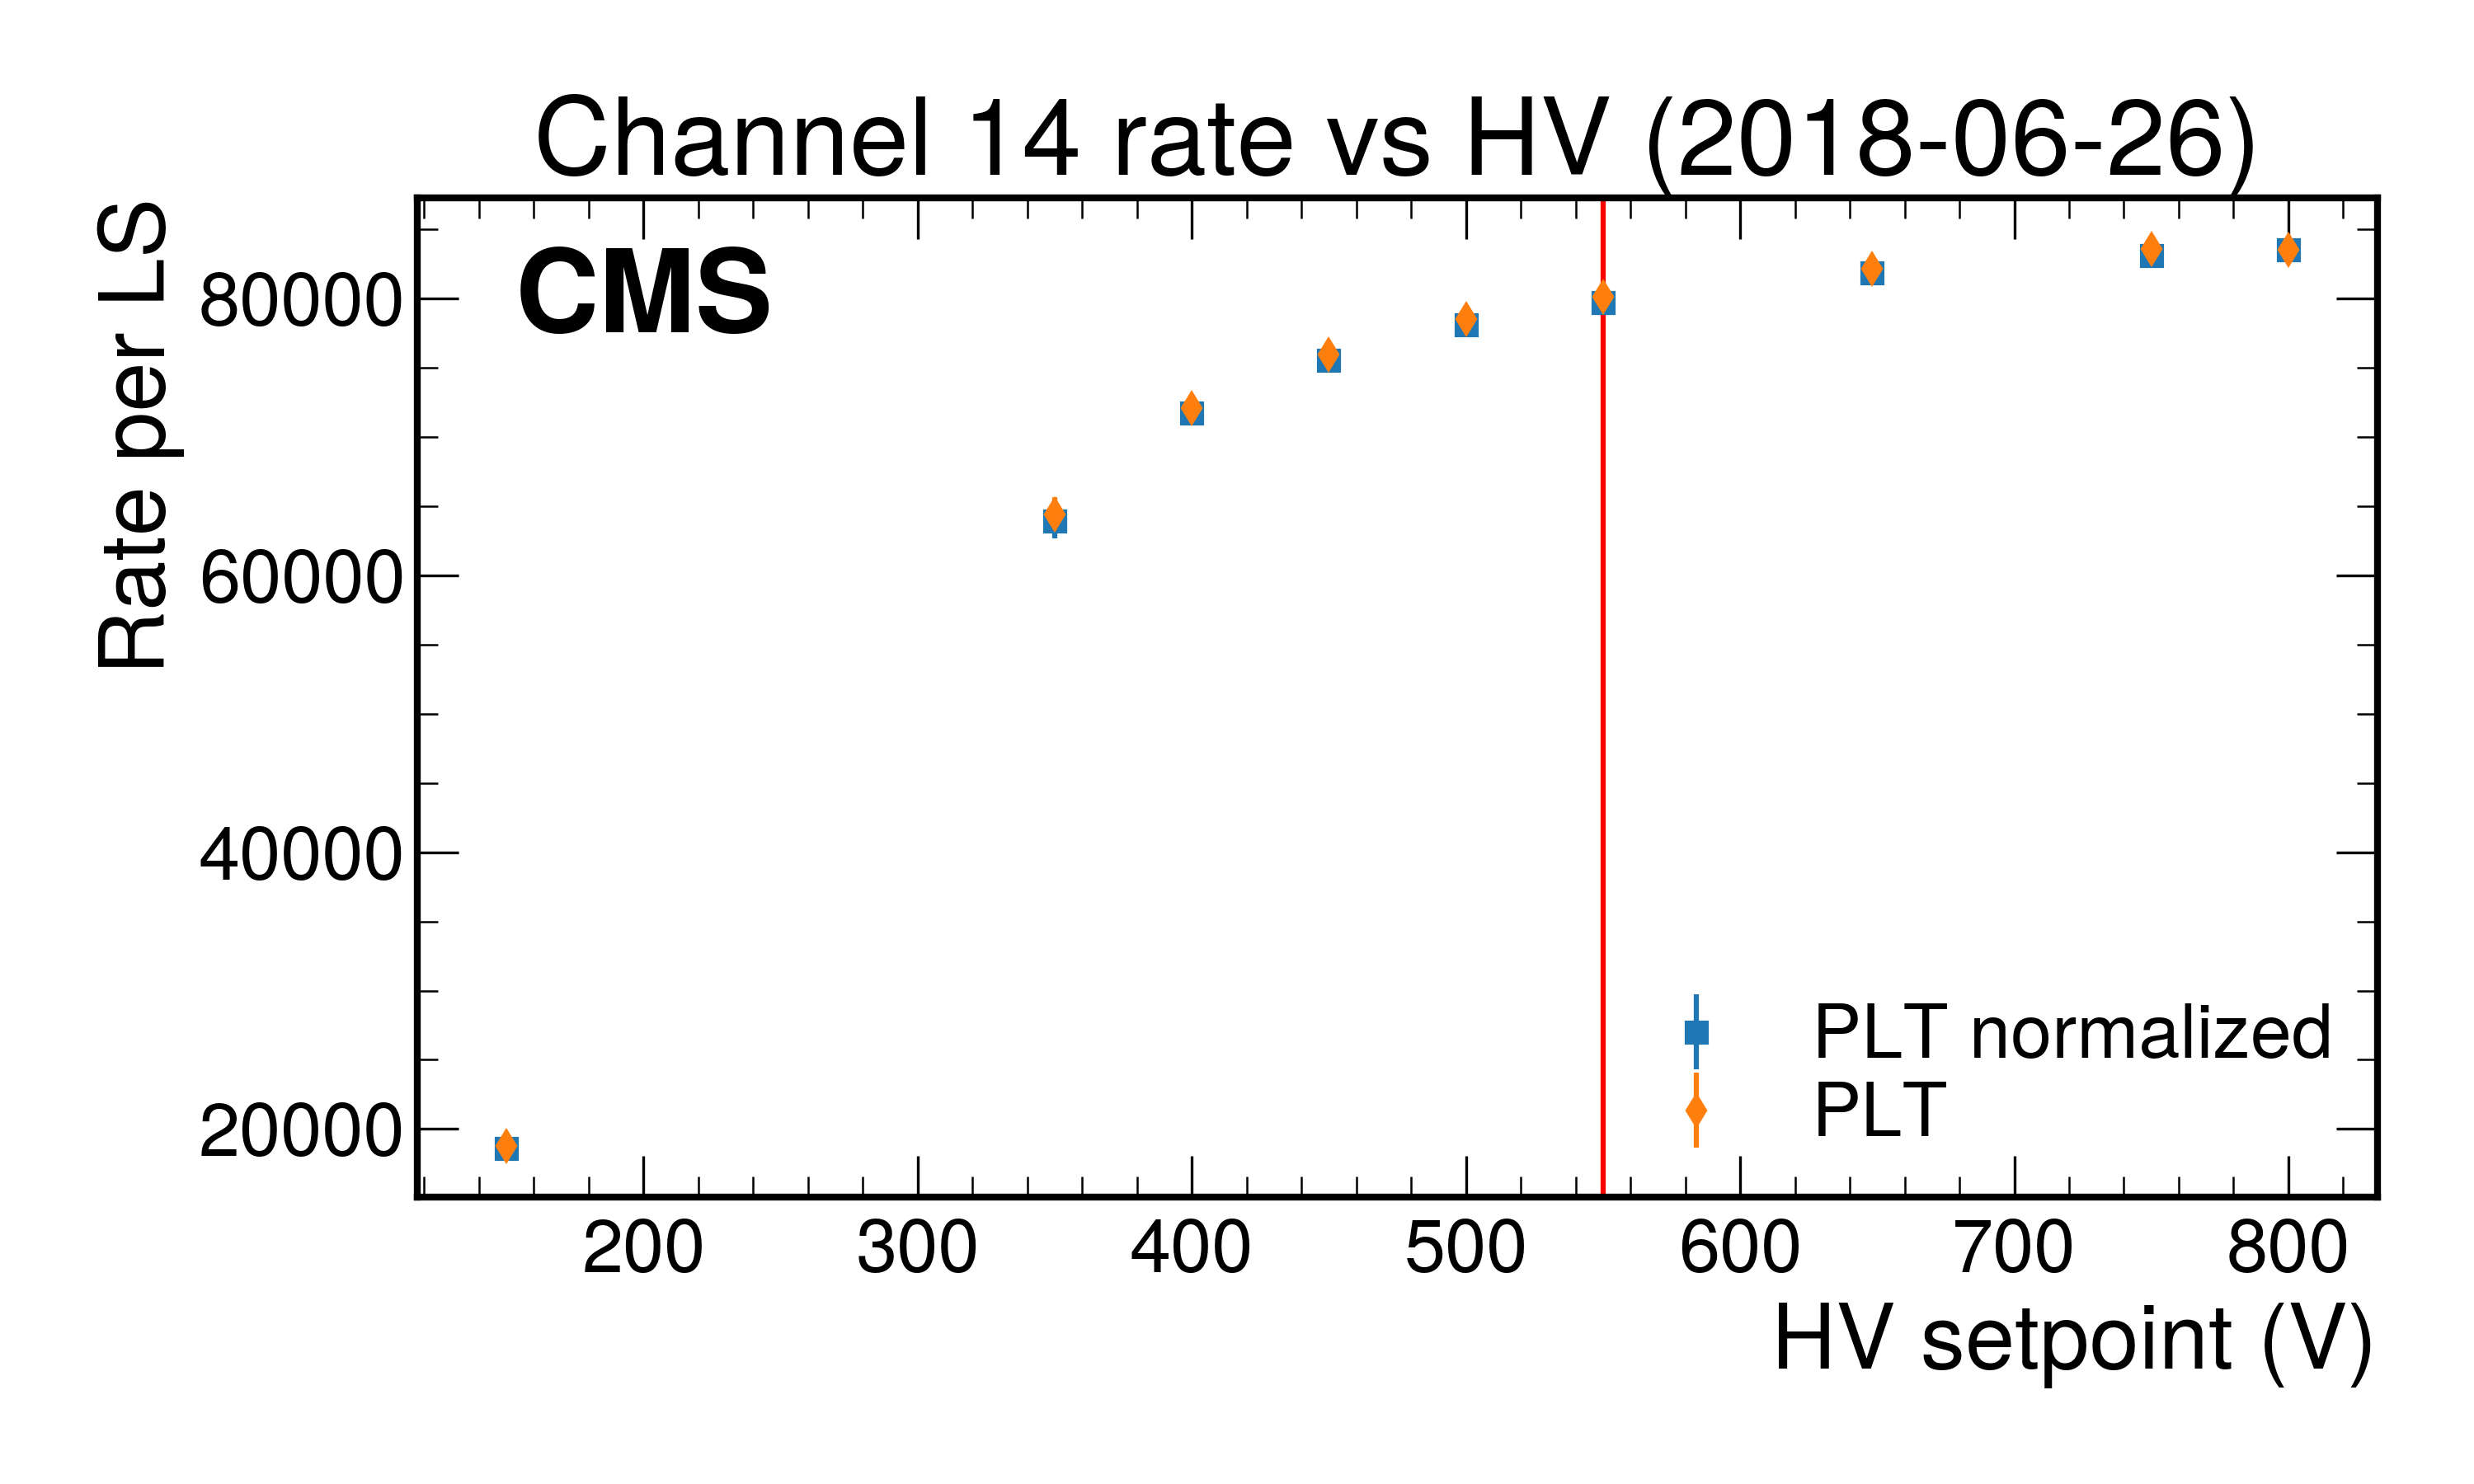 Channel 14 rate vs HV (2018-06-26)
CMS
Rate per LS
80000
60000
40000
20000
PLT normalized
PLT
200 300 400 500 600 700 800
HV setpoint (V)